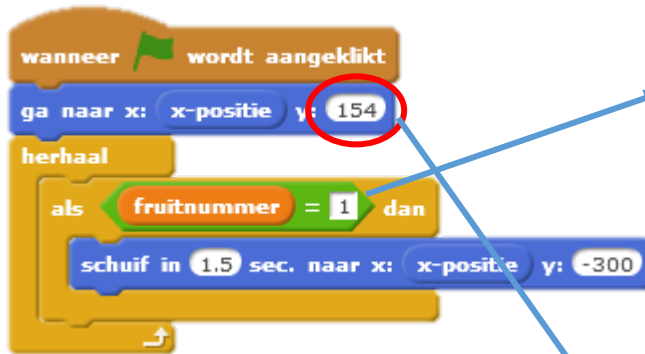 wanneer wordt aangeklikt
ga naar x: x-positie y: 154
herhaal
als fruitnummer = 1 dan
schuif in 1.5 sec. naar x: x-positie y: -300